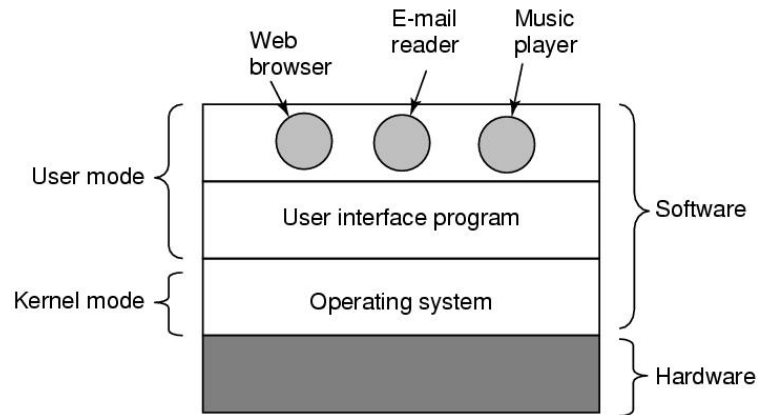 Web
browser
E-mail
reader
Music
player
User mode
User interface program
Software
Kernel mode
Operating system
Hardware